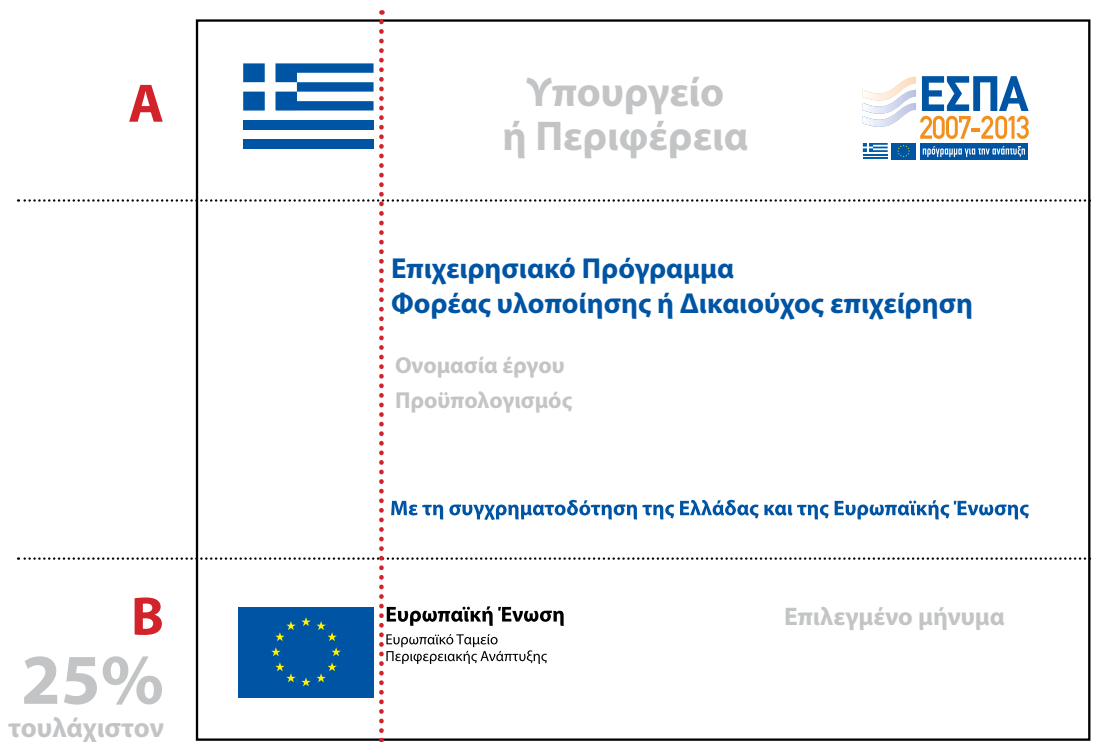 A
Υπουργείο
ή Περιφέρεια
ΕΣΠΑ
2007-2013
πρόγραμμα για την ανάπτυξη
Επιχειρησιακό Πρόγραμμα
Φορέας υλοποίησης ή Δικαιούχος επιχείρηση
Ονομασία έργου
Προϋπολογισμός
Με τη συγχρηματοδότηση της Ελλάδας και της Ευρωπαϊκής Ένωσης
B
25%
τουλάχιστον
Ευρωπαϊκή Ένωση
Ευρωπαϊκό Ταμείο
Περιφερειακής Ανάπτυξης
Επιλεγμένο μήνυμα